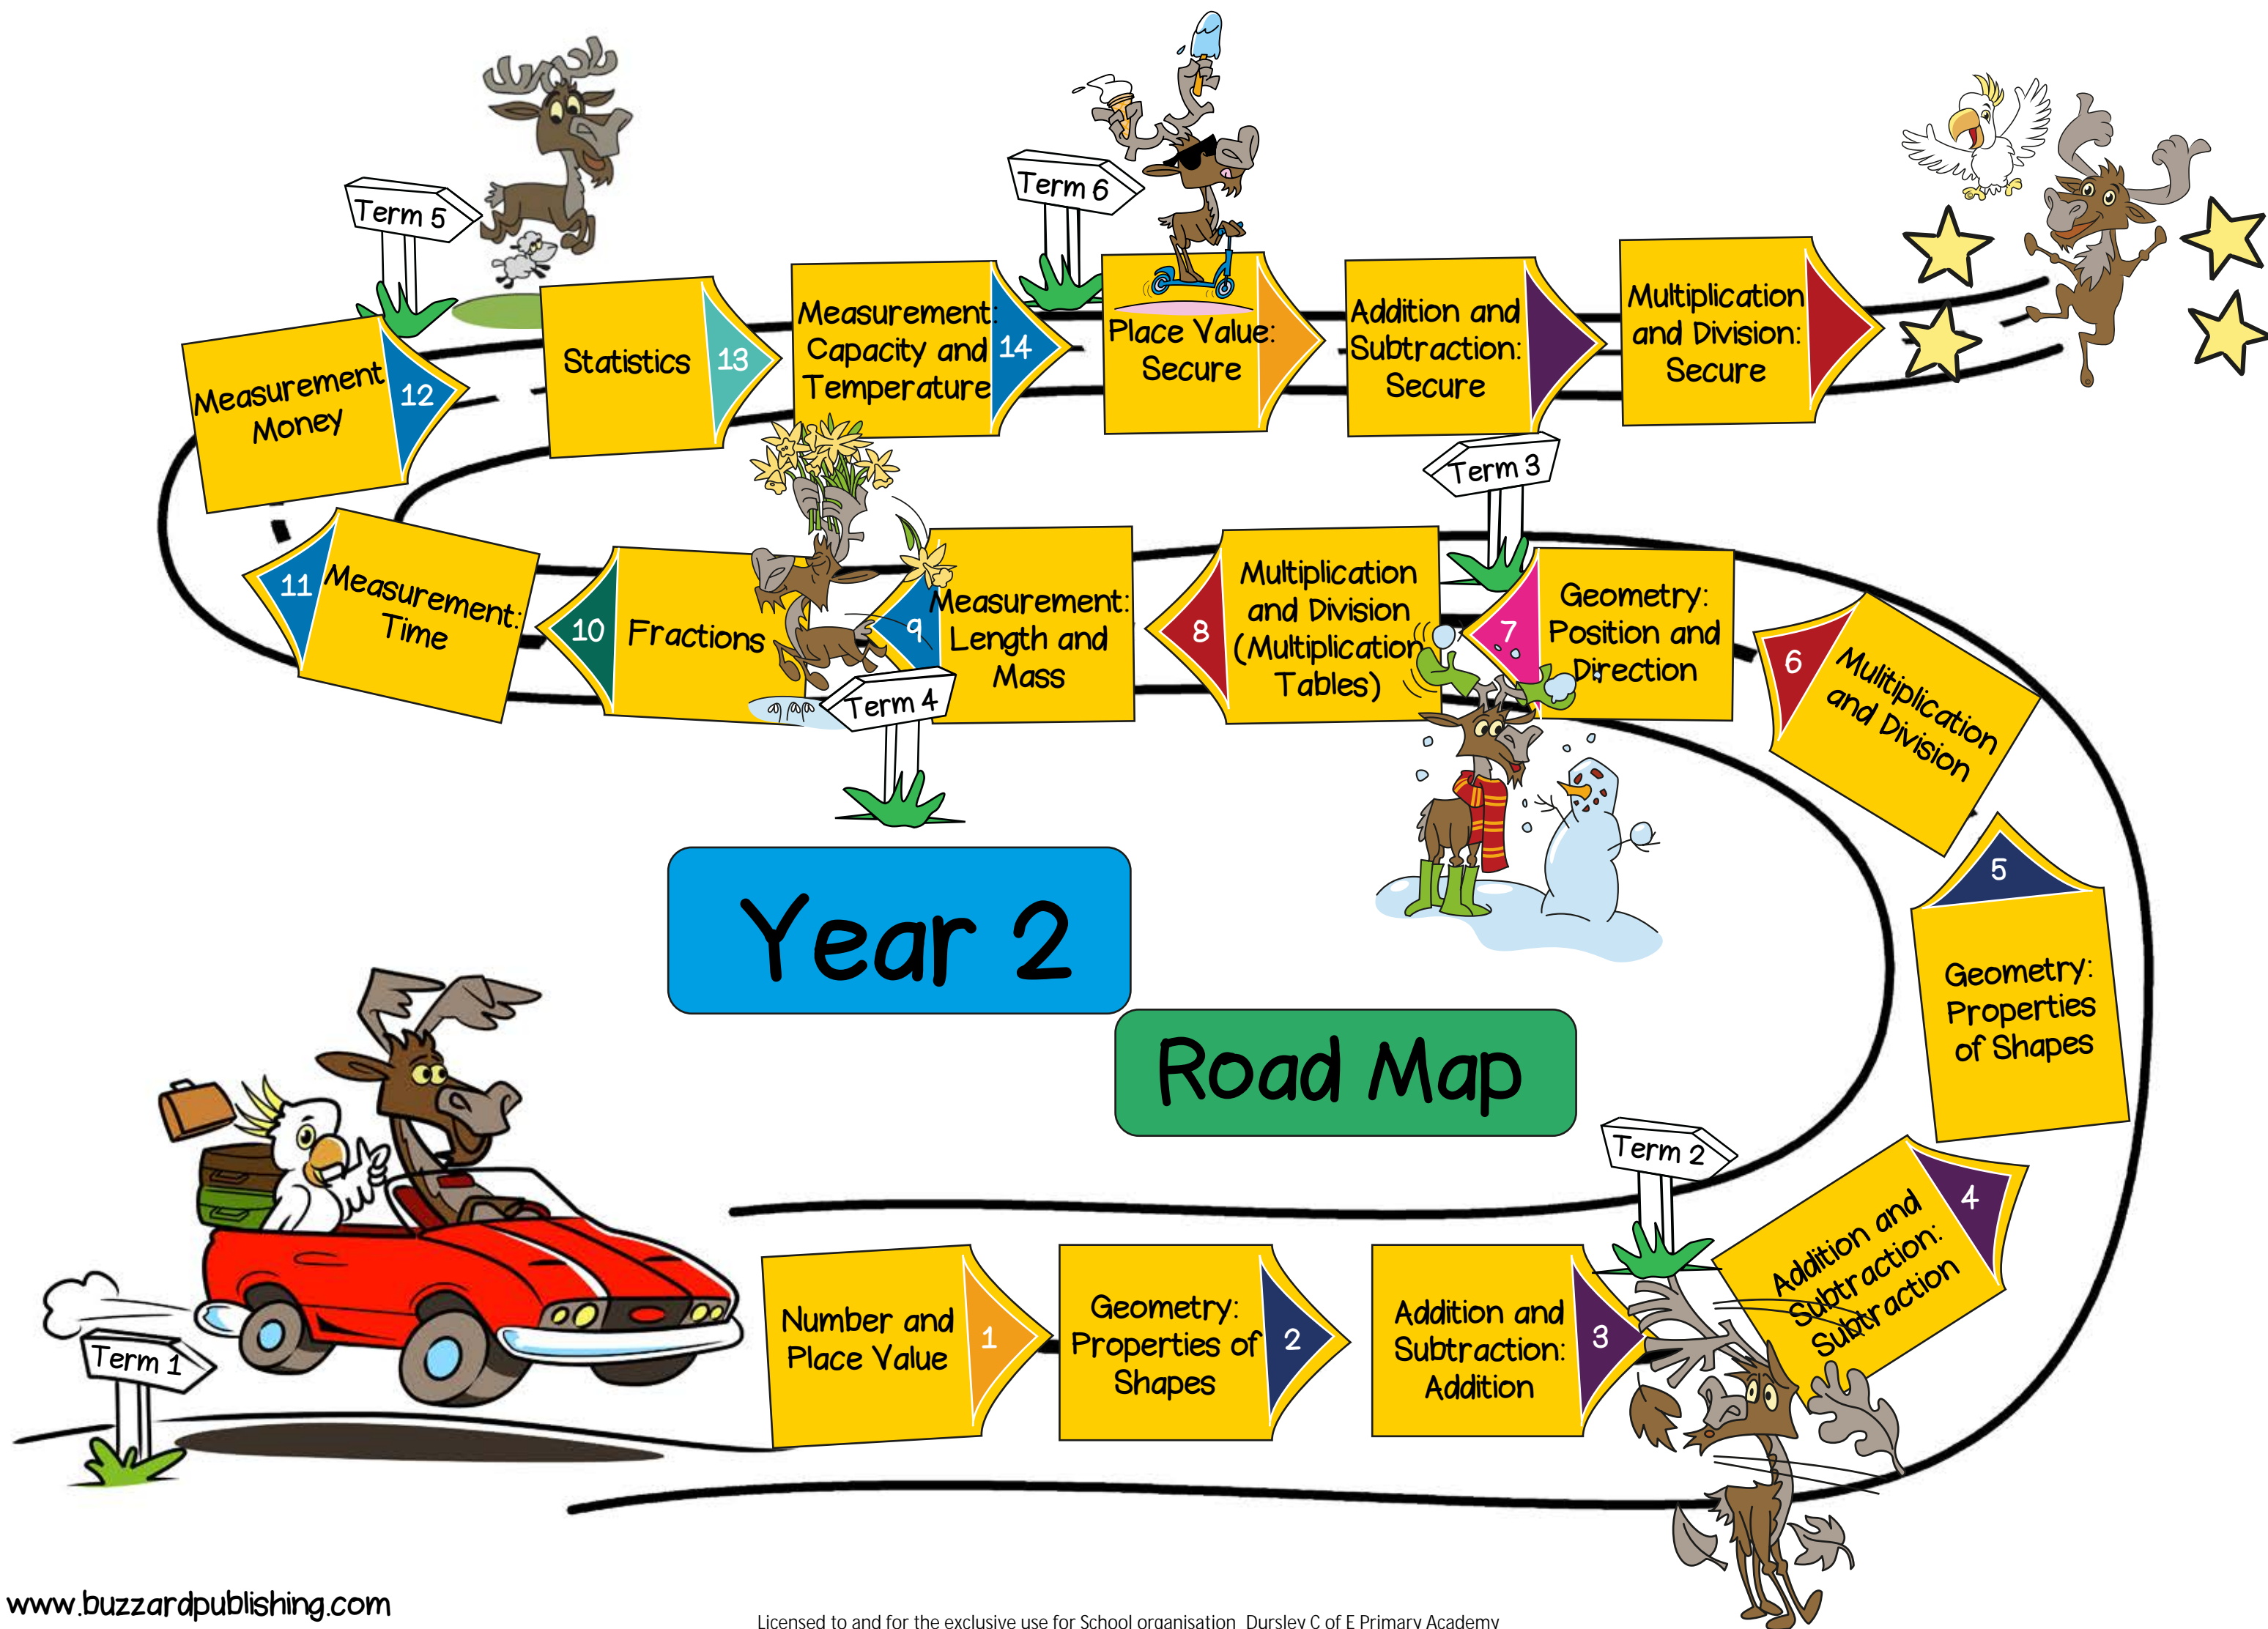 Year 2
Road Map
Term 1
Number and
Place Value
1
Geometry:
Properties of
Shapes
2
Addition and
Subtraction:
Addition
3
Term 2
Addition and
Subtraction:
Subtraction
4
Geometry:
Properties
of Shapes
5
Mulitiplication
and Division
6
Term 3
Geometry:
Position and
Direction
7
Multiplication
and Division
(Multiplication
Tables)
8
Measurement:
Length and
Mass
9
Term 4
Fractions
10
Measurement:
Time
11
Term 5
Measurement
Money
12
Statistics
13
Measurement:
Capacity and
Temperature
14
Term 6
Place Value:
Secure
Addition and
Subtraction:
Secure
Multiplication
and Division:
Secure
www.buzzardpublishing.com
Licensed to and for the exclusive use for School organisation Dursley C of E Primary Academy